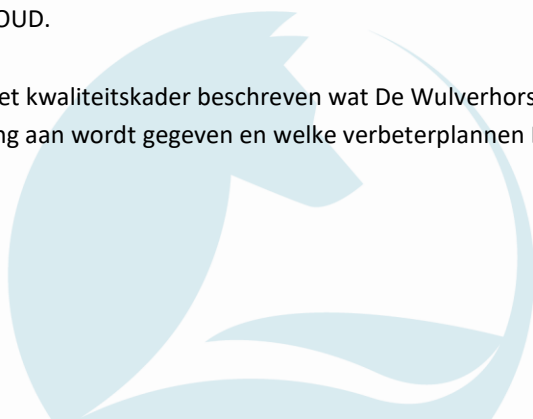 OUD.
et kwaliteitskader beschreven wat De Wulverhors
ng aan wordt gegeven en welke verbeterplannen